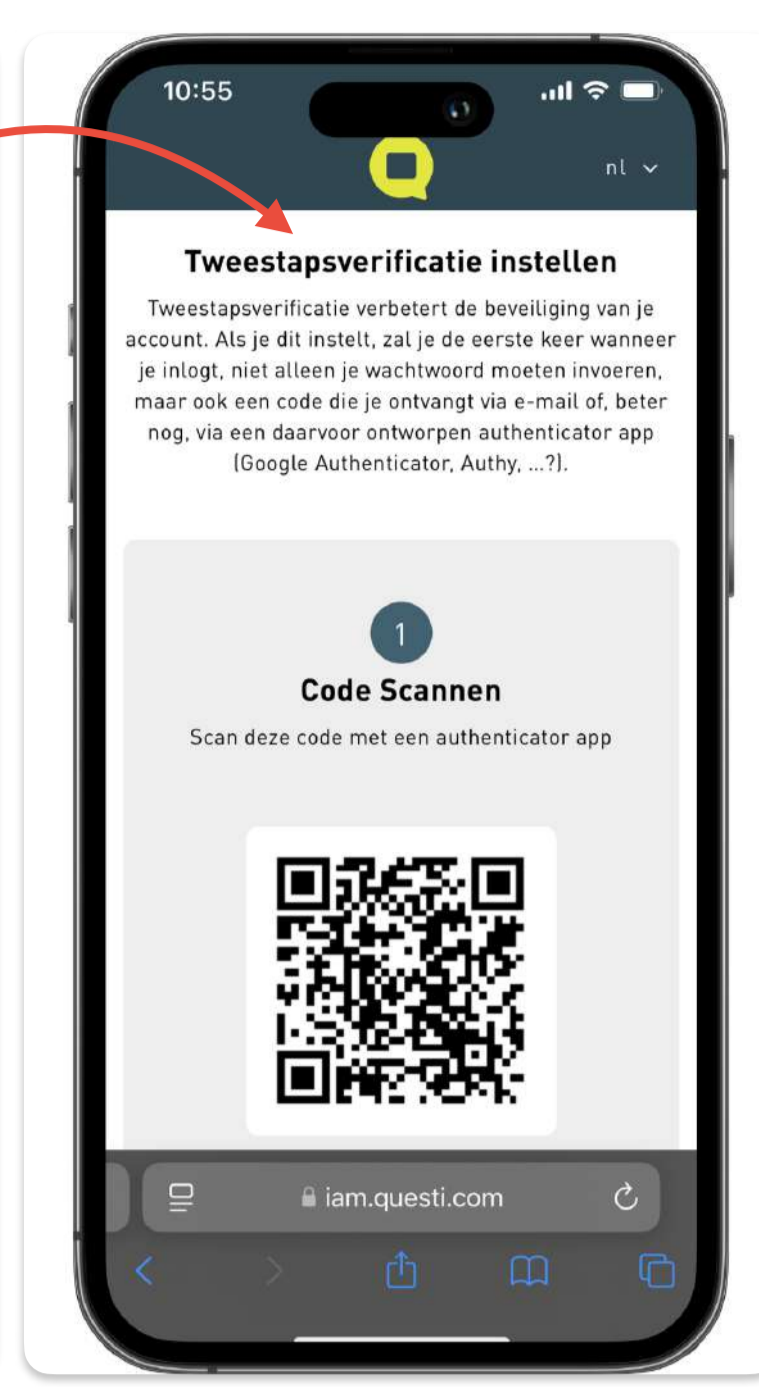 10:55
nl
Tweestapsverificatie instellen
Tweestapsverificatie verbetert de beveiliging van je
account. Als je dit instelt, zal je de eerste keer wanneer
je inlogt, niet alleen je wachtwoord moeten invoeren,
maar ook een code die je ontvangt via e-mail of, beter
nog, via een daarvoor ontworpen authenticator app
(Google Authenticator, Authy, ...?).
1
Code Scannen
Scan deze code met een authenticator app
iam.questi.com